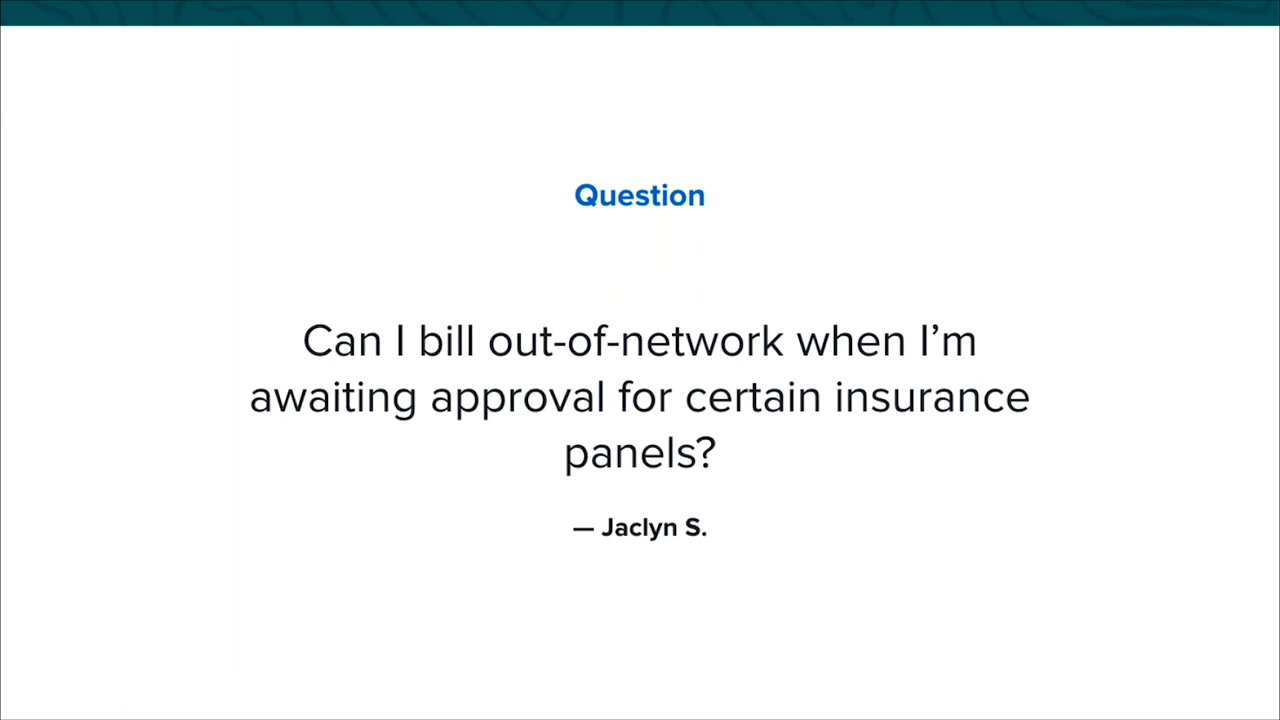 Question
Can I bill out-of-network when I’m
awaiting approval for certain insurance
panels?
— Jaclyn S.